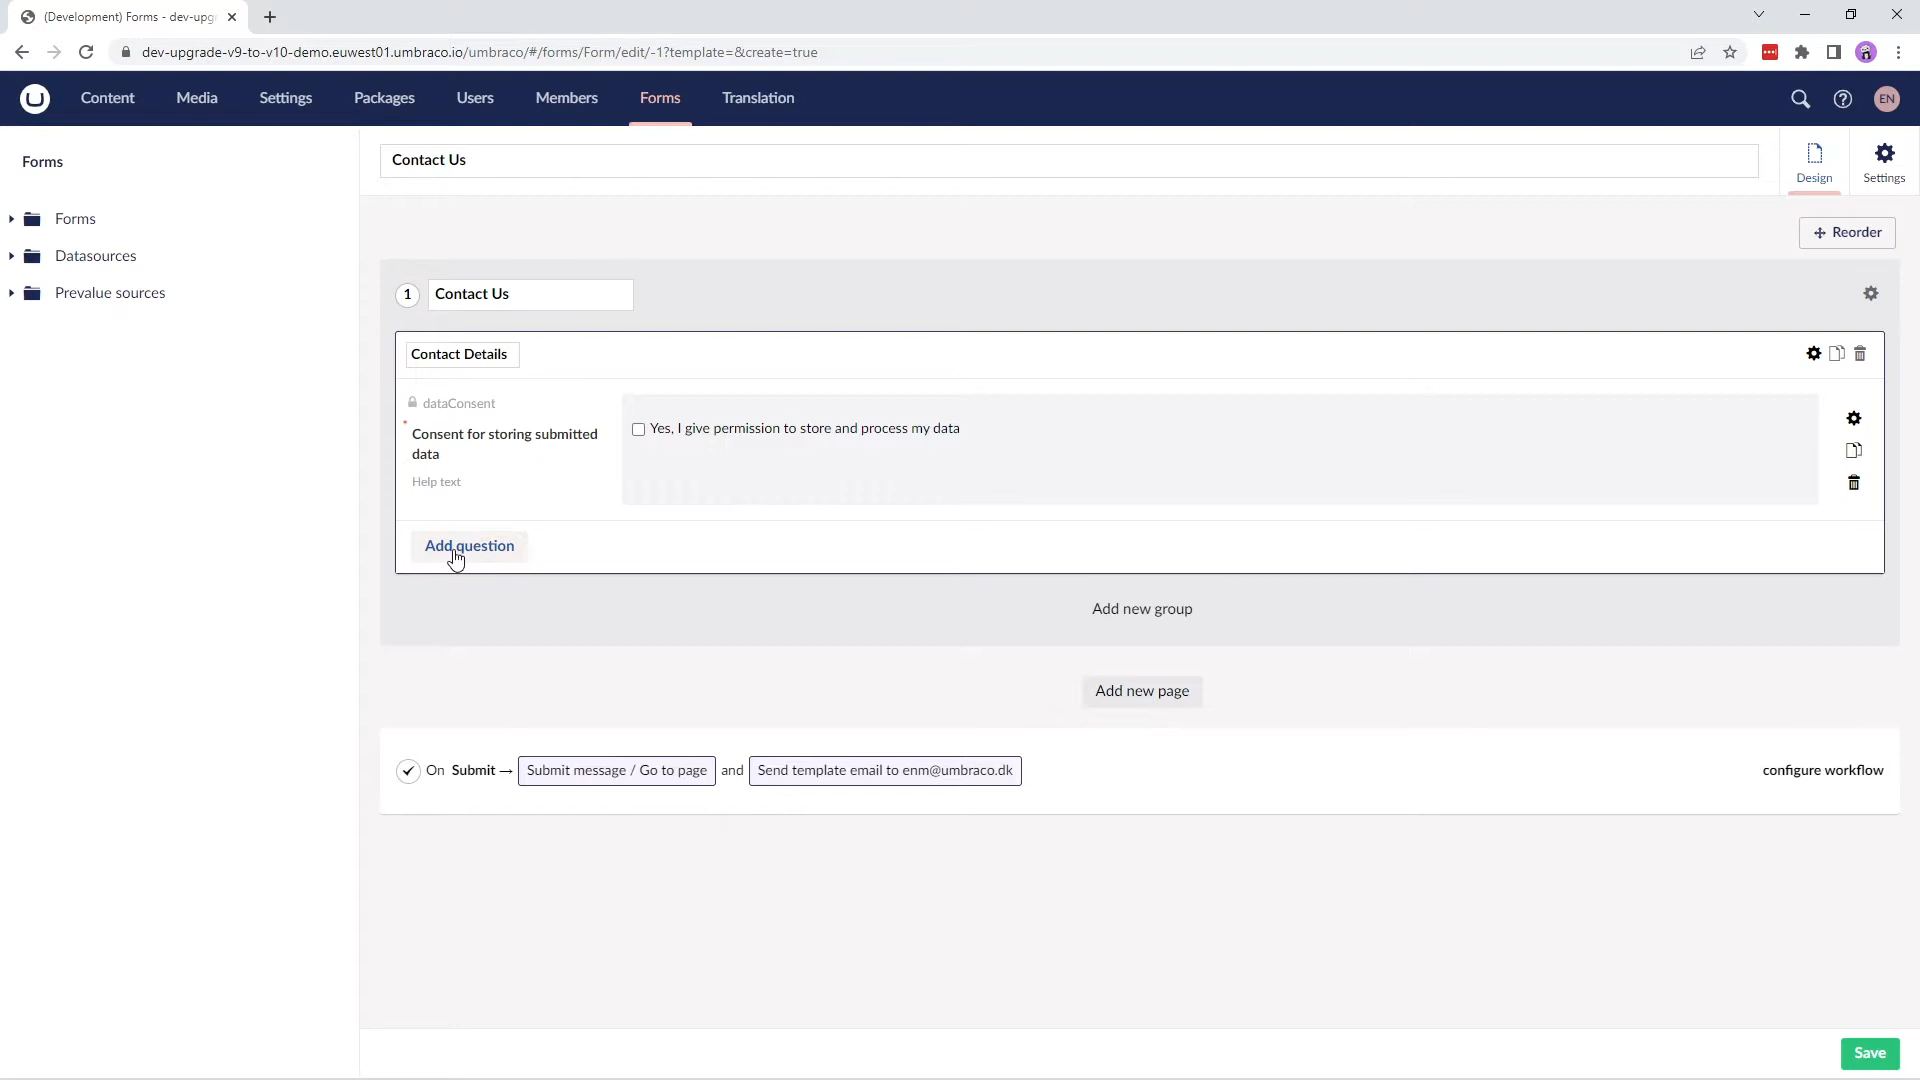 (Development) Forms - dev-upgr
dev-upgrade-v9-to-v10-demo.euwest01.umbraco.io/umbraco/#/forms/Form/edit/-1?template=&create=true
Content Media Settings Packages Users Members Forms Translation EN
Forms
Forms
Datasources
Prevalue sources
Contact Us
Design Settings
Reorder
1 Contact Us
Contact Details
dataConsent
* Consent for storing submitted
data
Help text
Yes, I give permission to store and process my data
Add question
Add new group
Add new page
On Submit → Submit message / Go to page and Send template email to enm@umbraco.dk configure workflow
Save